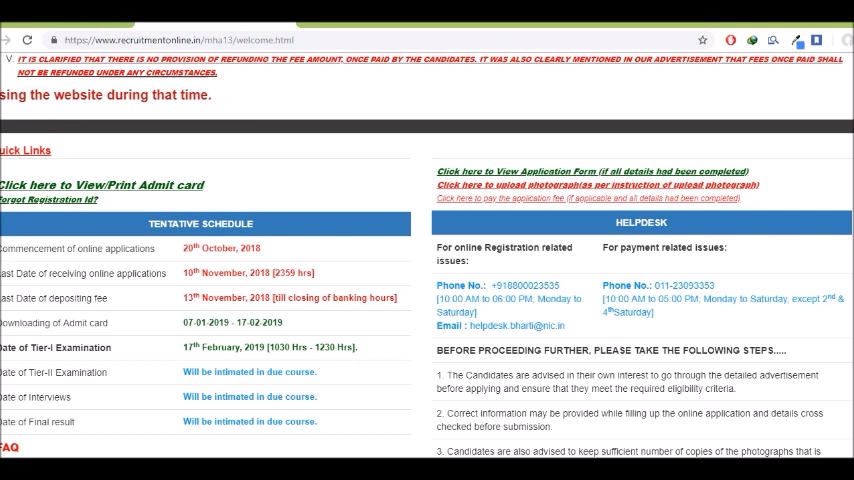 https://www.recruitmentonline.in/mha13/welcome.html
V. IT IS CLARIFIED THAT THERE IS NO PROVISION OF REFUNDING THE FEE AMOUNT, ONCE PAID BY THE CANDIDATES. IT WAS ALSO CLEARLY MENTIONED IN OUR ADVERTISEMENT THAT FEES ONCE PAID SHALL
NOT BE REFUNDED UNDER ANY CIRCUMSTANCES.
sing the website during that time.
uick Links
Click here to View/Print Admit card
Forgot Registration Id?
TENTATIVE SCHEDULE
Commencement of online applications 20th October, 2018
Last Date of receiving online applications 10th November, 2018 [2359 hrs]
Last Date of depositing fee 13th November, 2018 [till closing of banking hours]
Downloading of Admit card 07-01-2019 - 17-02-2019
Date of Tier-I Examination 17th February, 2019 [1030 Hrs - 1230 Hrs].
Date of Tier-II Examination Will be intimated in due course.
Date of Interviews Will be intimated in due course.
Date of Final result Will be intimated in due course.
FAQ
Click here to View Application Form (if all details had been completed)
Click here to upload photograph(as per instruction of upload photograph)
Click here to pay the application fee (if applicable and all details had been completed)
HELPDESK
For online Registration related
issues:
Phone No.: +918800023535
[10:00 AM to 06:00 PM; Monday to
Saturday]
Email : helpdesk.bharti@nic.in
For payment related issues:
Phone No.: 011-23093353
[10:00 AM to 05:00 PM; Monday to Saturday, except 2nd &
4th Saturday]
BEFORE PROCEEDING FURTHER, PLEASE TAKE THE FOLLOWING STEPS.....
1. The Candidates are advised in their own interest to go through the detailed advertisement
before applying and ensure that they meet the required eligibility criteria.
2. Correct information may be provided while filling up the online application and details cross
checked before submission.
3. Candidates are also advised to keep sufficient number of copies of the photographs that is